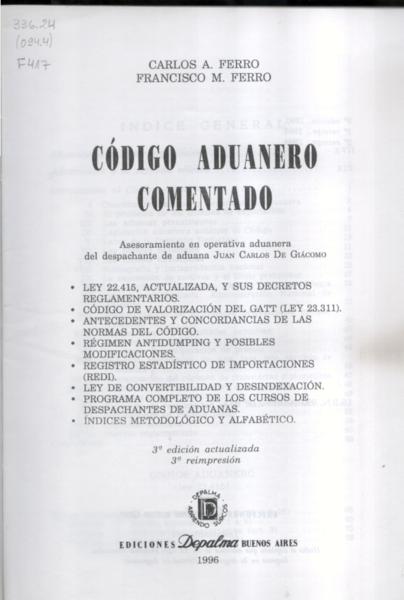 336.24
(094.4)
F417
CARLOS A. FERRO
FRANCISCO M. FERRO
CÓDIGO ADUANERO
COMENTADO
Asesoramiento en operativa aduanera
del despachante de aduana JUAN CARLOS DE GIÁCOMO
• LEY 22.415, ACTUALIZADA, Y SUS DECRETOS
REGLAMENTARIOS.
• CÓDIGO DE VALORIZACIÓN DEL GATT (LEY 23.311).
• ANTECEDENTES Y CONCORDANCIAS DE LAS
NORMAS DEL CÓDIGO.
• RÉGIMEN ANTIDUMPING Y POSIBLES
MODIFICACIONES.
• REGISTRO ESTADÍSTICO DE IMPORTACIONES
(REDI).
• LEY DE CONVERTIBILIDAD Y DESINDEXACIÓN.
• PROGRAMA COMPLETO DE LOS CURSOS DE
DESPACHANTES DE ADUANAS.
• ÍNDICES METODOLÓGICO Y ALFABÉTICO.
3ª edición actualizada
3ª reimpresión
DEPALMA
ABRIENDO SURCOS
EDICIONES Depalma BUENOS AIRES
1996